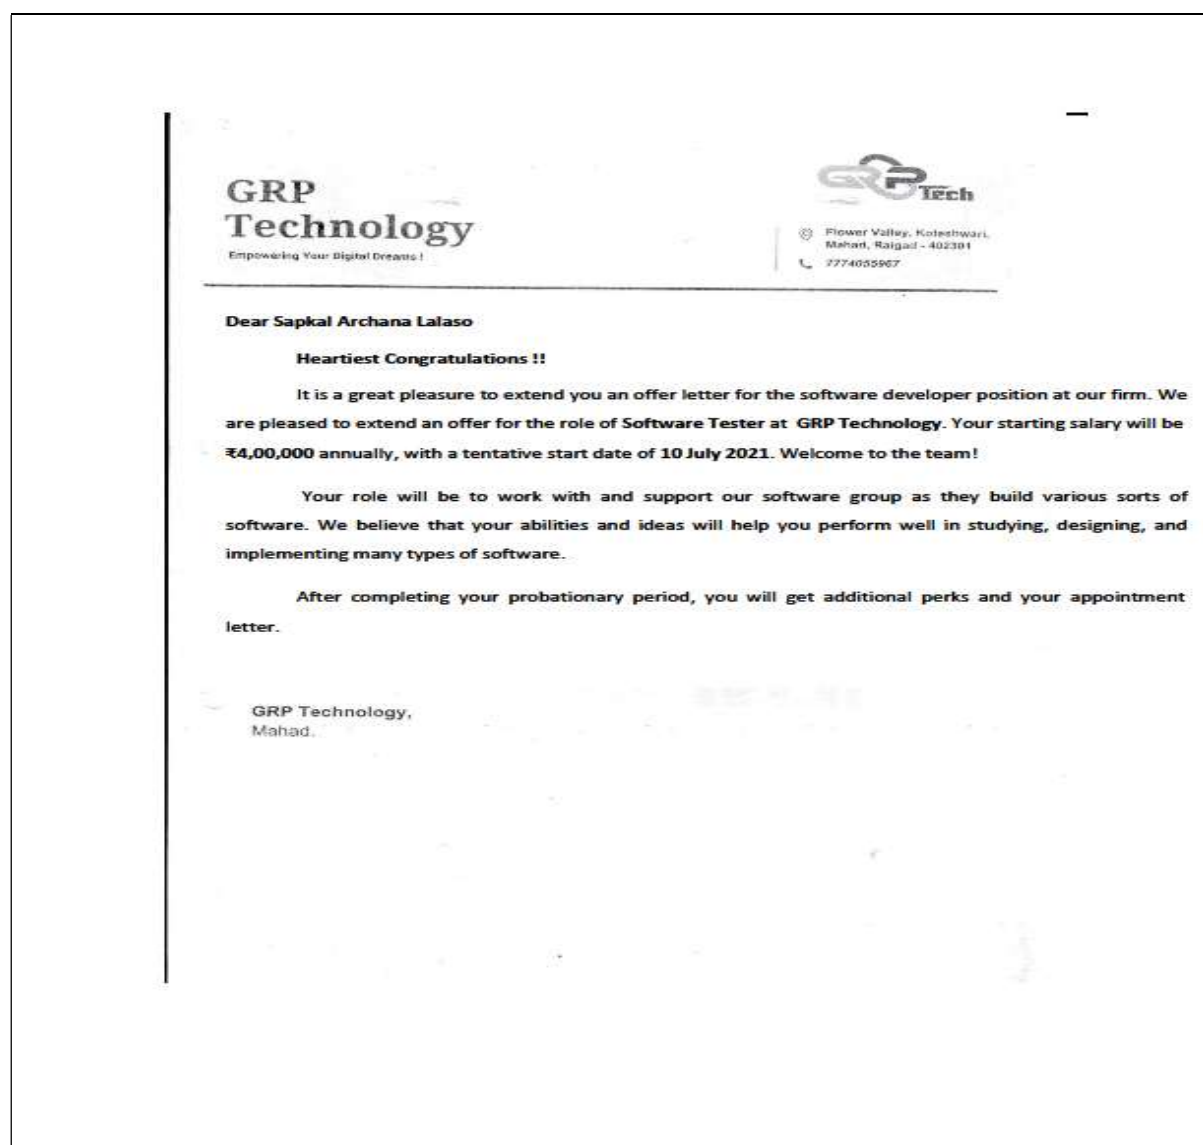 GRP
Technology
Empowering Your Digital Dreams !
GRP Tech
Flower Valley, Koteshwari,
Mahad, Raigad - 402301
7774055967
Dear Sapkal Archana Lalaso
Heartiest Congratulations !!
It is a great pleasure to extend you an offer letter for the software developer position at our firm. We
are pleased to extend an offer for the role of Software Tester at GRP Technology. Your starting salary will be
₹4,00,000 annually, with a tentative start date of 10 July 2021. Welcome to the team!
Your role will be to work with and support our software group as they build various sorts of
software. We believe that your abilities and ideas will help you perform well in studying, designing, and
implementing many types of software.
After completing your probationary period, you will get additional perks and your appointment
letter.
GRP Technology,
Mahad.